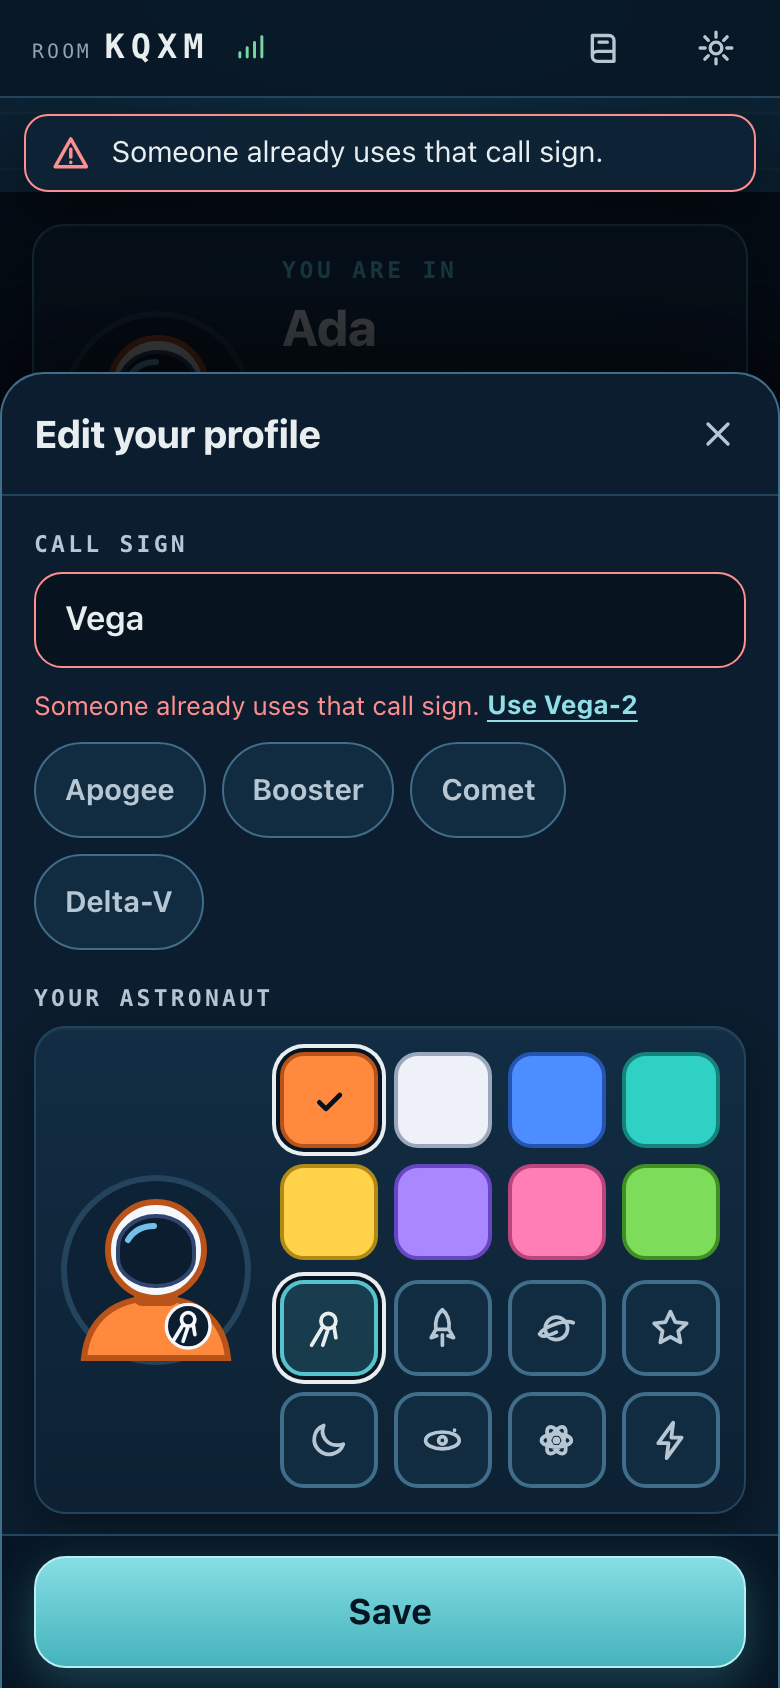 ROOM KQXM
Someone already uses that call sign.
YOU ARE IN
Ada
Edit your profile
CALL SIGN
Vega
Someone already uses that call sign. Use Vega-2
Apogee Booster Comet
Delta-V
YOUR ASTRONAUT
Save